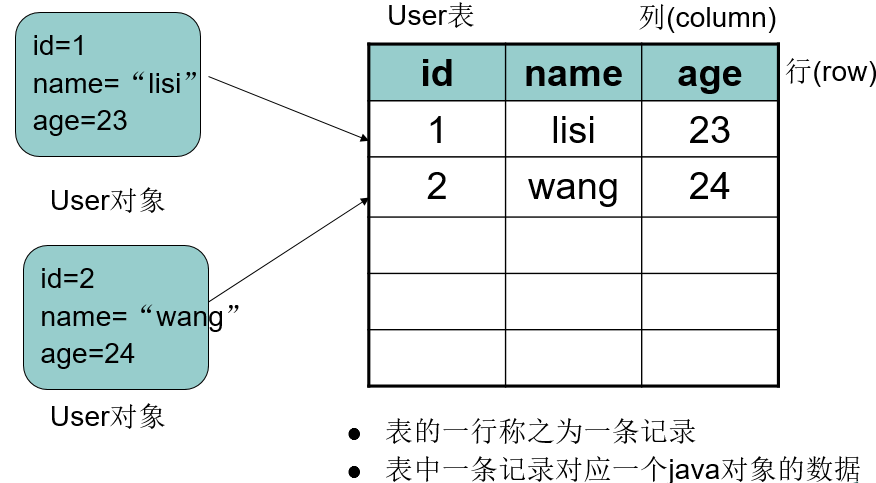 id=1
name=“lisi”
age=23
User对象
id=2
name=“wang”
age=24
User对象
User表
列(column)
id name age
行(row)
1 lisi 23
2 wang 24
● 表的一行称之为一条记录
● 表中一条记录对应一个java对象的数据